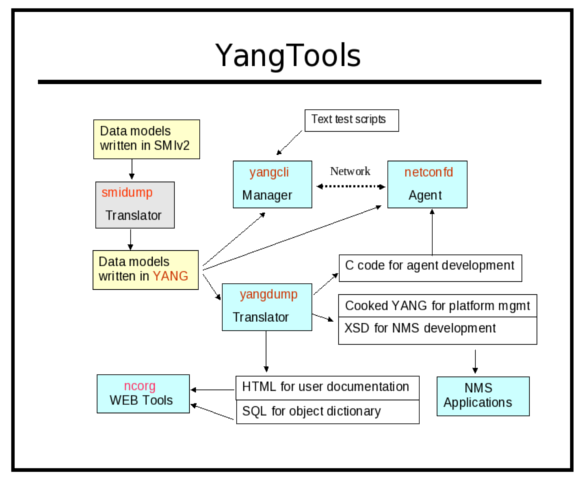 YangTools
Text test scripts
Data models
written in SMIv2
yangcli
Manager
Network
netconfd
Agent
smidump
Translator
Data models
written in YANG
C code for agent development
yangdump
Translator
Cooked YANG for platform mgmt
XSD for NMS development
ncorg
WEB Tools
HTML for user documentation
SQL for object dictionary
NMS
Applications